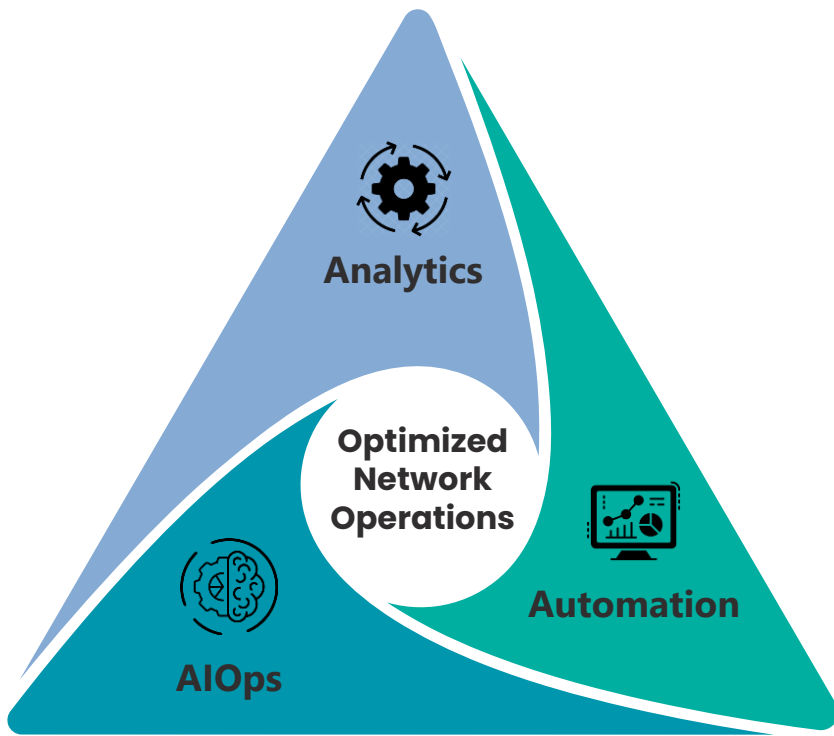 Analytics
Optimized
Network
Operations
Automation
AIOps